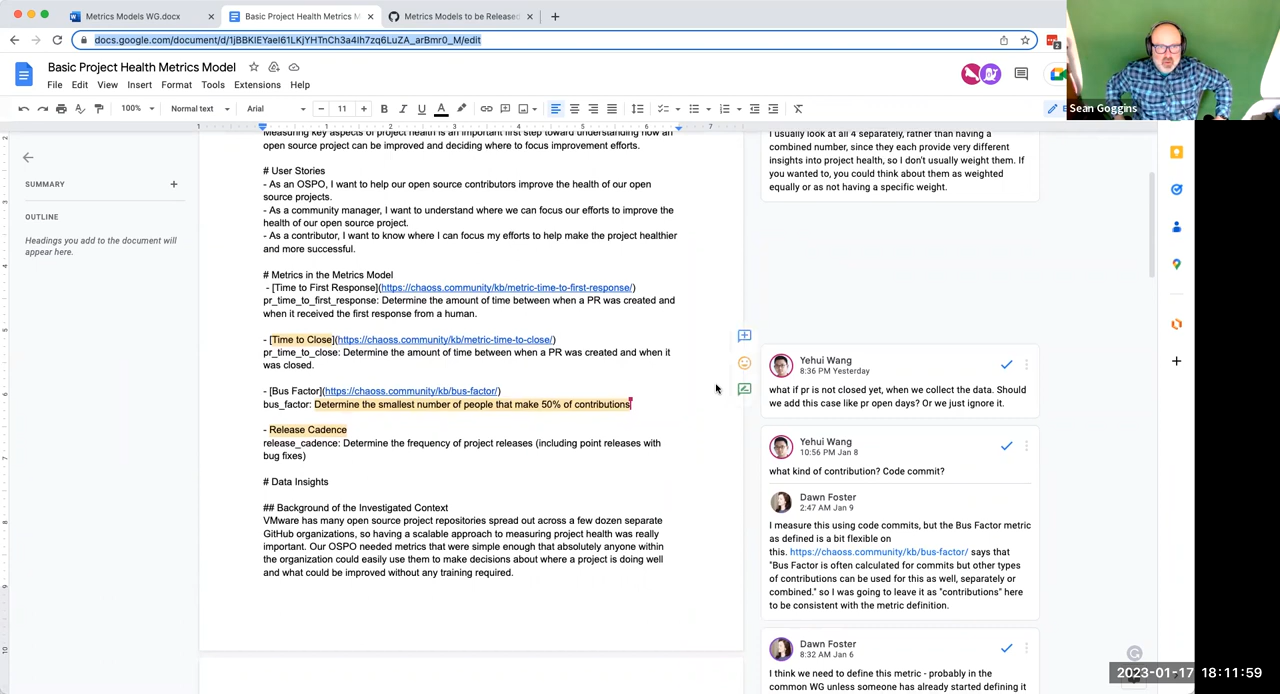 Metrics Models WG.docx
Basic Project Health Metrics M
Metrics Models to be Released
docs.google.com/document/d/1jBBKlEYaeI61LKjYHTnCh3a4Ih7zq6LuZA_arBmr0_M/edit
2
Basic Project Health Metrics Model
File Edit View Insert Format Tools Extensions Help
100% Normal text Arial 11
Sean Goggins
SUMMARY
OUTLINE
Headings you add to the document will
appear here.
Measuring key aspects of project health is an important first step toward understanding how an
open source project can be improved and deciding where to focus improvement efforts.
# User Stories
- As an OSPO, I want to help our open source contributors improve the health of our open
source projects.
- As a community manager, I want to understand where we can focus our efforts to improve the
health of our open source project.
- As a contributor, I want to know where I can focus my efforts to help make the project healthier
and more successful.
# Metrics in the Metrics Model
- [Time to First Response](https://chaoss.community/kb/metric-time-to-first-response/)
pr_time_to_first_response: Determine the amount of time between when a PR was created and
when it received the first response from a human.
- [Time to Close](https://chaoss.community/kb/metric-time-to-close/)
pr_time_to_close: Determine the amount of time between when a PR was created and when it
was closed.
- [Bus Factor](https://chaoss.community/kb/bus-factor/)
bus_factor: Determine the smallest number of people that make 50% of contributions
- Release Cadence
release_cadence: Determine the frequency of project releases (including point releases with
bug fixes)
# Data Insights
## Background of the Investigated Context
VMware has many open source project repositories spread out across a few dozen separate
GitHub organizations, so having a scalable approach to measuring project health was really
important. Our OSPO needed metrics that were simple enough that absolutely anyone within
the organization could easily use them to make decisions about where a project is doing well
and what could be improved without any training required.
I usually look at all 4 separately, rather than having a
combined number, since they each provide very different
insights into project health, so I don't usually weight them. If
you wanted to, you could think about them as weighted
equally or as not having a specific weight.
Yehui Wang
8:36 PM Yesterday
what if pr is not closed yet, when we collect the data. Should
we add this case like pr open days? Or we just ignore it.
Yehui Wang
10:56 PM Jan 8
what kind of contribution? Code commit?
Dawn Foster
2:47 AM Jan 9
I measure this using code commits, but the Bus Factor metric
as defined is a bit flexible on
this. https://chaoss.community/kb/bus-factor/ says that
"Bus Factor is often calculated for commits but other types
of contributions can be used for this as well, separately or
combined." so I was going to leave it as "contributions" here
to be consistent with the metric definition.
Dawn Foster
8:32 AM Jan 6
I think we need to define this metric - probably in the
common WG unless someone has already started defining it
2023-01-17 18:11:59